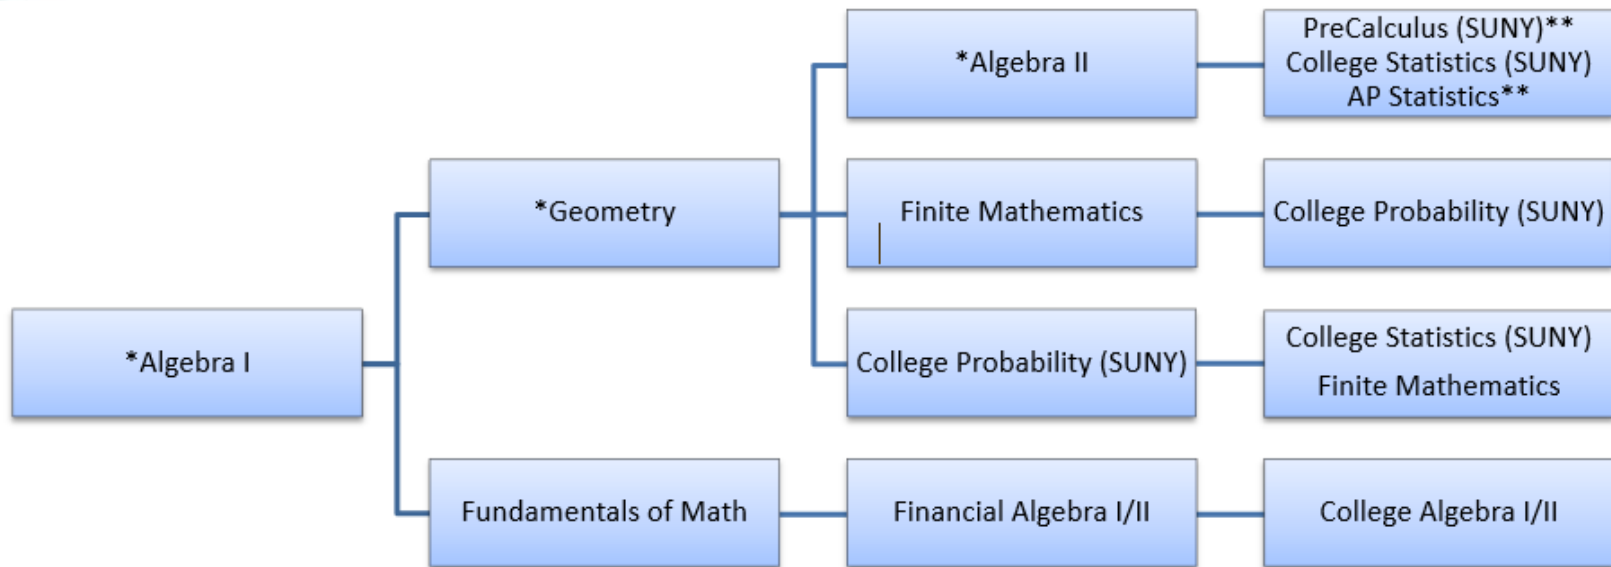 *Algebra I
*Geometry
Fundamentals of Math
*Algebra II
Finite Mathematics
College Probability (SUNY)
Financial Algebra I/II
PreCalculus (SUNY)**
College Statistics (SUNY)
AP Statistics**
College Probability (SUNY)
College Statistics (SUNY)
Finite Mathematics
College Algebra I/II